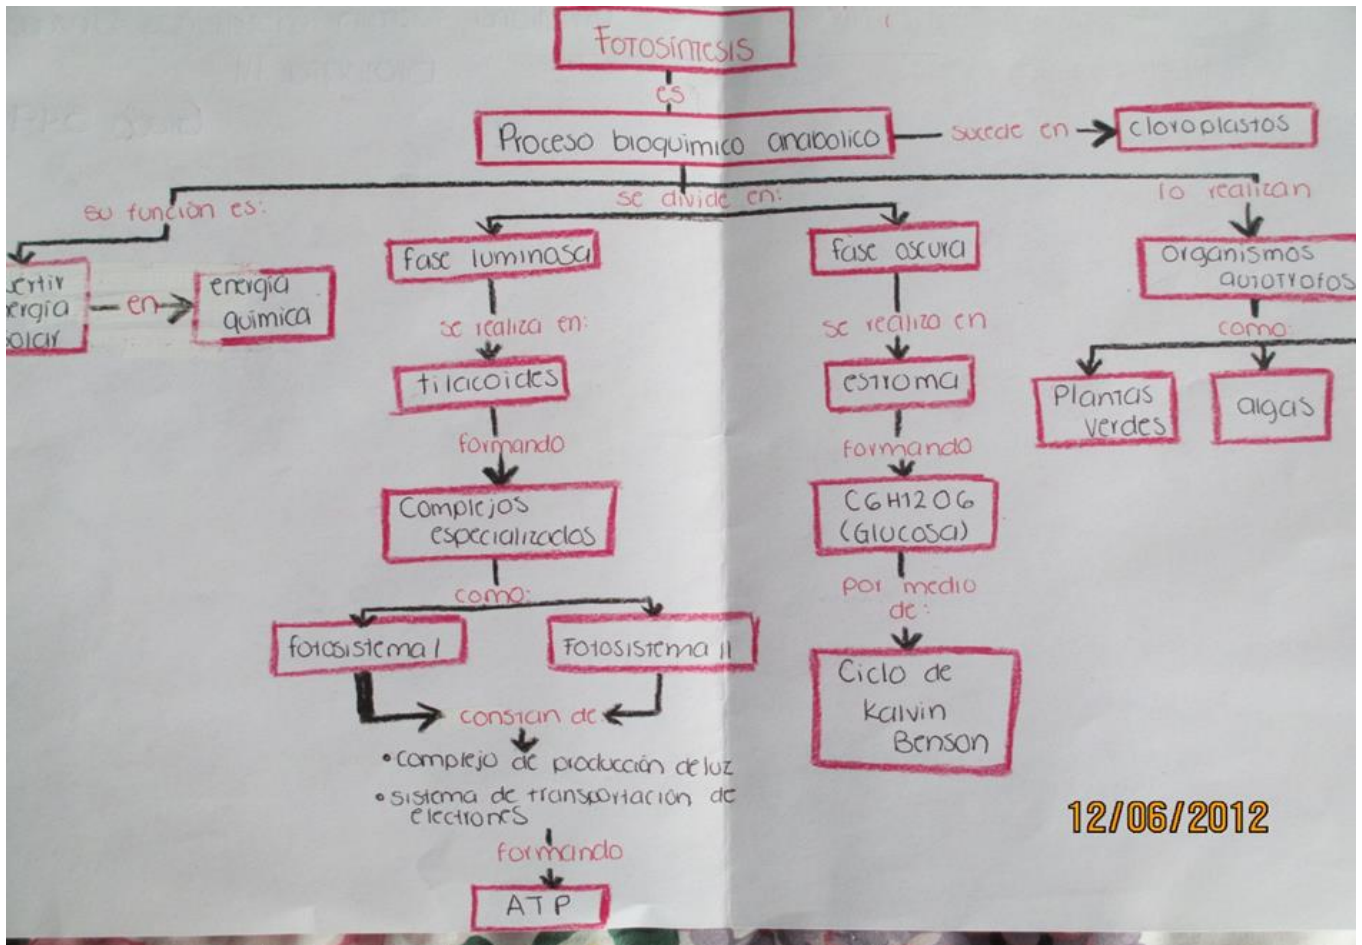 Fotosíntesis
es
Proceso bioquimico anabolico
sucede en
cloroplastos
su función es:
se divide en:
lo realizan
energía
en
química
fase luminosa
fase oscura
organismos
autotrofos
se realiza en:
se realiza en
como:
tilacoides
estroma
Plantas
verdes
algas
formando
formando
Complejos
especializados
C6H12O6
(Glucosa)
como:
por medio
de:
fotosistema I
Fotosistema II
Ciclo de
Kalvin
Benson
constan de:
• complejo de producción de luz
• sistema de transportación de
electrones
formando
ATP
12/06/2012